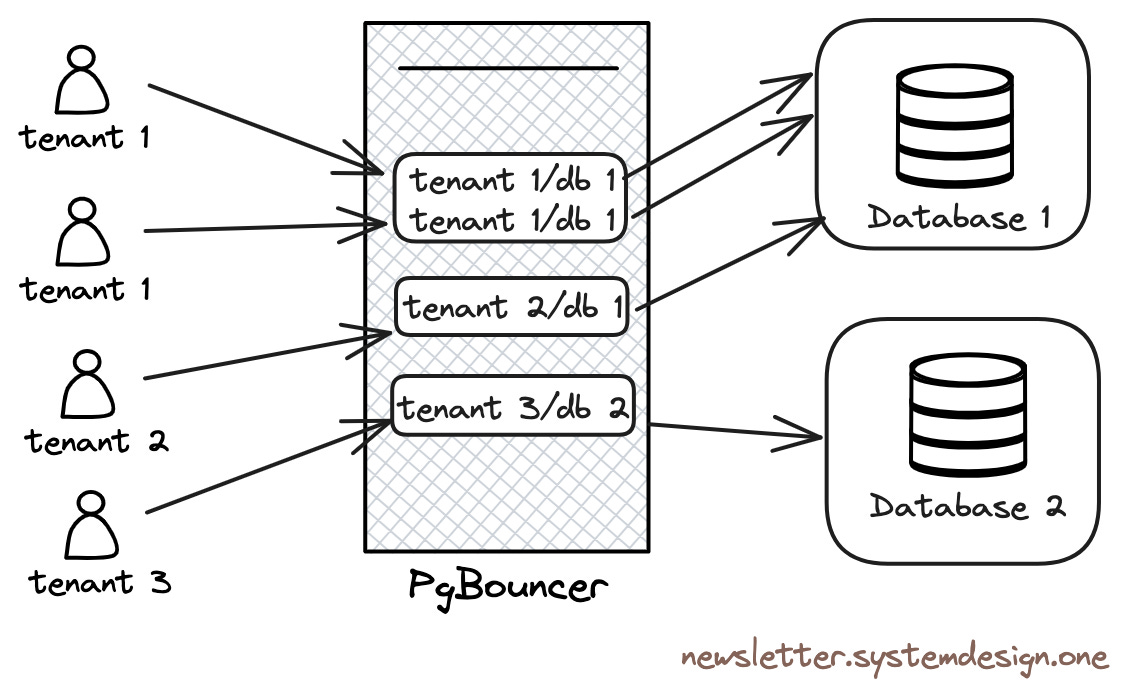 tenant 1
tenant 1
tenant 2
tenant 3
tenant 1/db 1
tenant 1/db 1
tenant 2/db 1
tenant 3/db 2
PgBouncer
Database 1
Database 2
newsletter.systemdesign.one